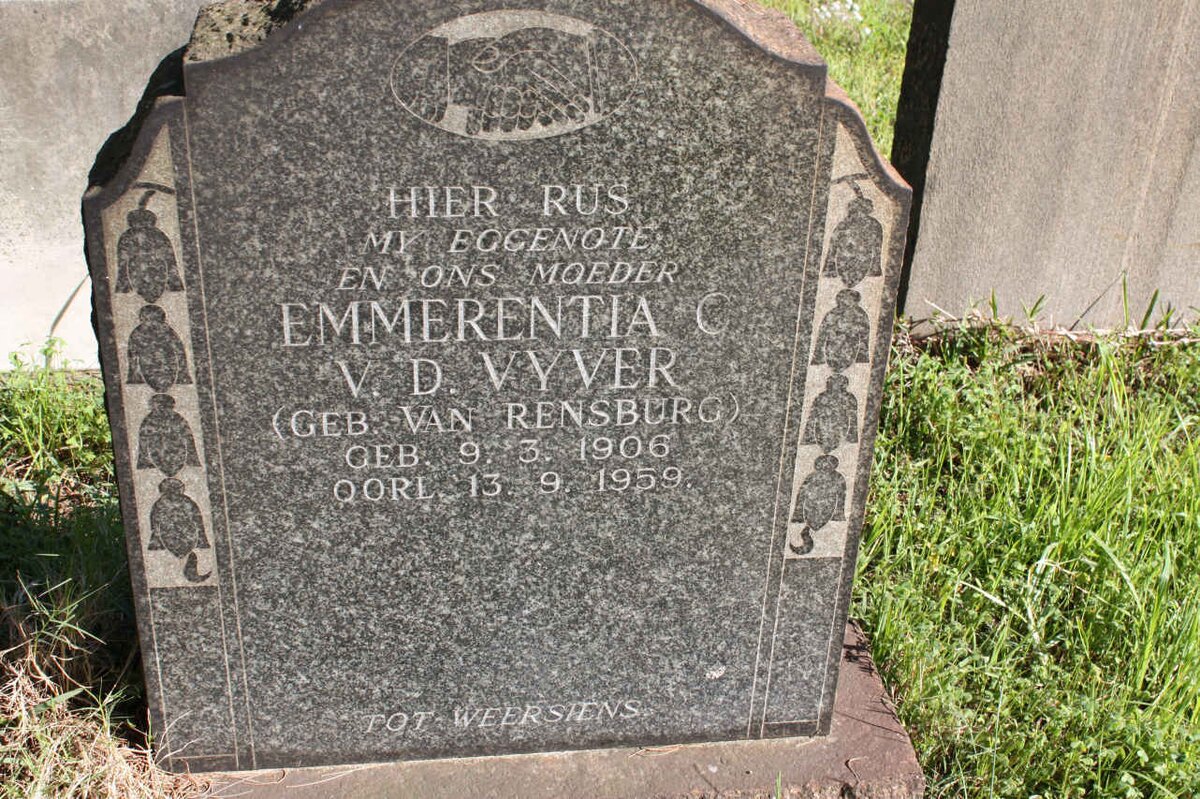 HIER RUS
MY EGGENOTE
EN ONS MOEDER
EMMERENTIA C
V. D. VYVER
(GEB. VAN RENSBURG)
GEB. 9. 3. 1906
OORL. 13. 9. 1959.
TOT WEERSIENS.